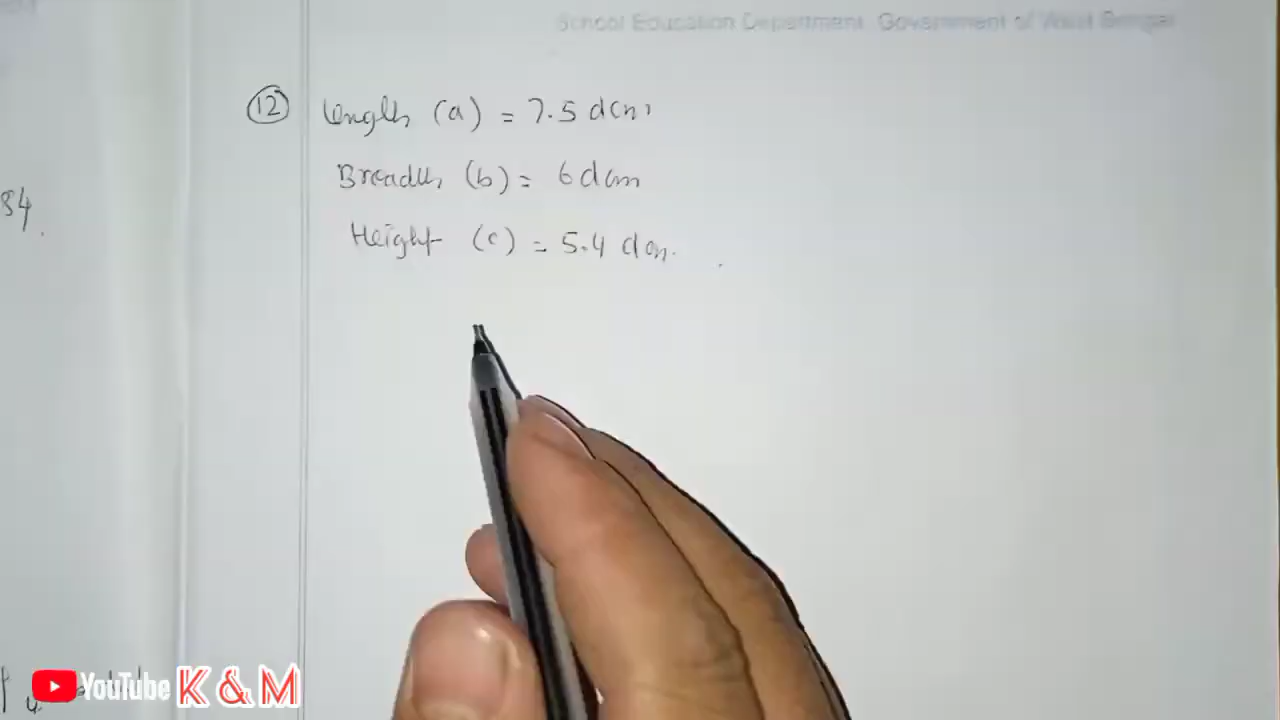 School Education Department, Government of West Bengal
12 Length (a) = 7.5 dcm
Breadth (b) = 6 dcm
Height (c) = 5.4 dcm.
84.
YouTube K & M